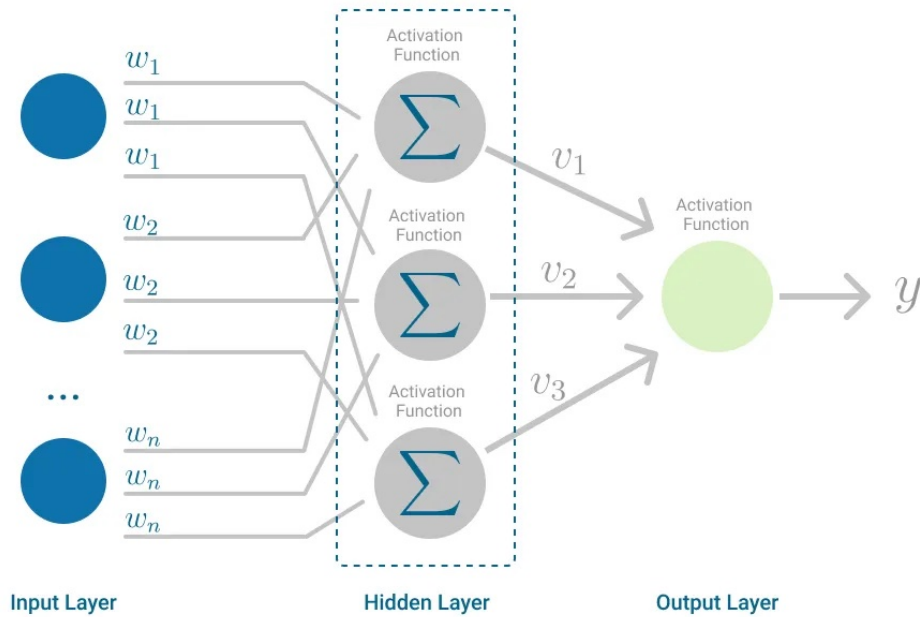 w₁
w₁
w₁
w₂
w₂
w₂
...
wₙ
wₙ
wₙ
Input Layer
Activation
Function
Σ
Activation
Function
Σ
Activation
Function
Σ
Hidden Layer
v₁
v₂
v₃
Activation
Function
Output Layer
y